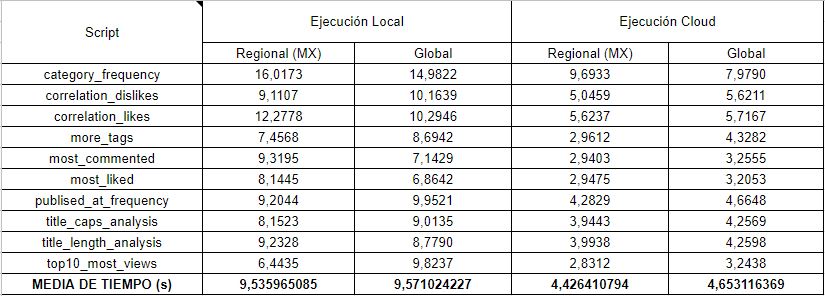 Script Ejecución Local Ejecución Cloud
Regional (MX) Global Regional (MX) Global
category_frequency 16,0173 14,9822 9,6933 7,9790
correlation_dislikes 9,1107 10,1639 5,0459 5,6211
correlation_likes 12,2778 10,2946 5,6237 5,7167
more_tags 7,4568 8,6942 2,9612 4,3282
most_commented 9,3195 7,1429 2,9403 3,2555
most_liked 8,1445 6,8642 2,9475 3,2053
publised_at_frequency 9,2044 9,9521 4,2829 4,6648
title_caps_analysis 8,1523 9,0135 3,9443 4,2569
title_length_analysis 9,2328 8,7790 3,9938 4,2598
top10_most_views 6,4435 9,8237 2,8312 3,2438
MEDIA DE TIEMPO (s) 9,535965085 9,571024227 4,426410794 4,653116369